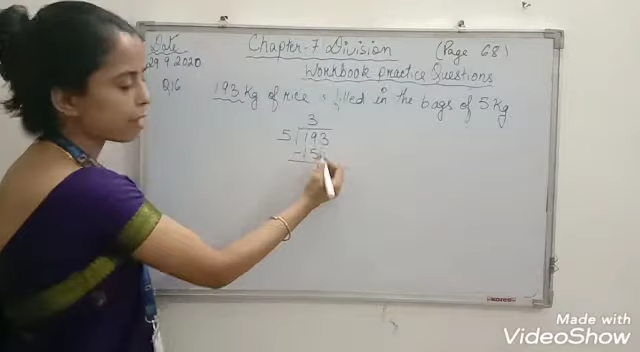 Date
29.9.2020
Chapter-7 Division (Page 68)
Workbook practice Questions
Q16 193 Kg of rice is filled in the bags of 5 Kg
3
5 193
-15
Made with
VideoShow